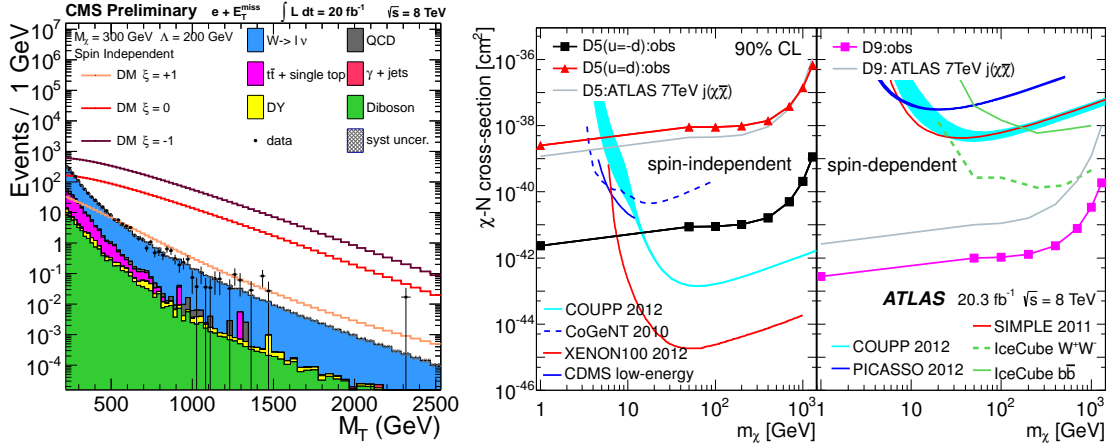 CMS Preliminary e + E_T^miss ∫ L dt = 20 fb⁻¹ √s = 8 TeV
Events / 1 GeV
10⁷
10⁶
10⁵
10⁴
10³
10²
10
1
10⁻¹
10⁻²
10⁻³
10⁻⁴
M_χ = 300 GeV Λ = 200 GeV
Spin Independent
DM ξ = +1
DM ξ = 0
DM ξ = -1
W-> l ν
tt̄ + single top
DY
data
QCD
γ + jets
Diboson
syst uncer.
500 1000 1500 2000 2500
M_T (GeV)
χ-N cross-section [cm²]
10⁻³⁶
10⁻³⁸
10⁻⁴⁰
10⁻⁴²
10⁻⁴⁴
10⁻⁴⁶
D5(u=-d):obs
D5(u=d):obs
D5:ATLAS 7TeV j(χχ̄)
90% CL
spin-independent
COUPP 2012
CoGeNT 2010
XENON100 2012
CDMS low-energy
1 10 10² 10³
m_χ [GeV]
D9:obs
D9: ATLAS 7TeV j(χχ̄)
spin-dependent
ATLAS 20.3 fb⁻¹ √s = 8 TeV
COUPP 2012
PICASSO 2012
SIMPLE 2011
IceCube W⁺W⁻
IceCube bb̄
1 10 10² 10³
m_χ [GeV]